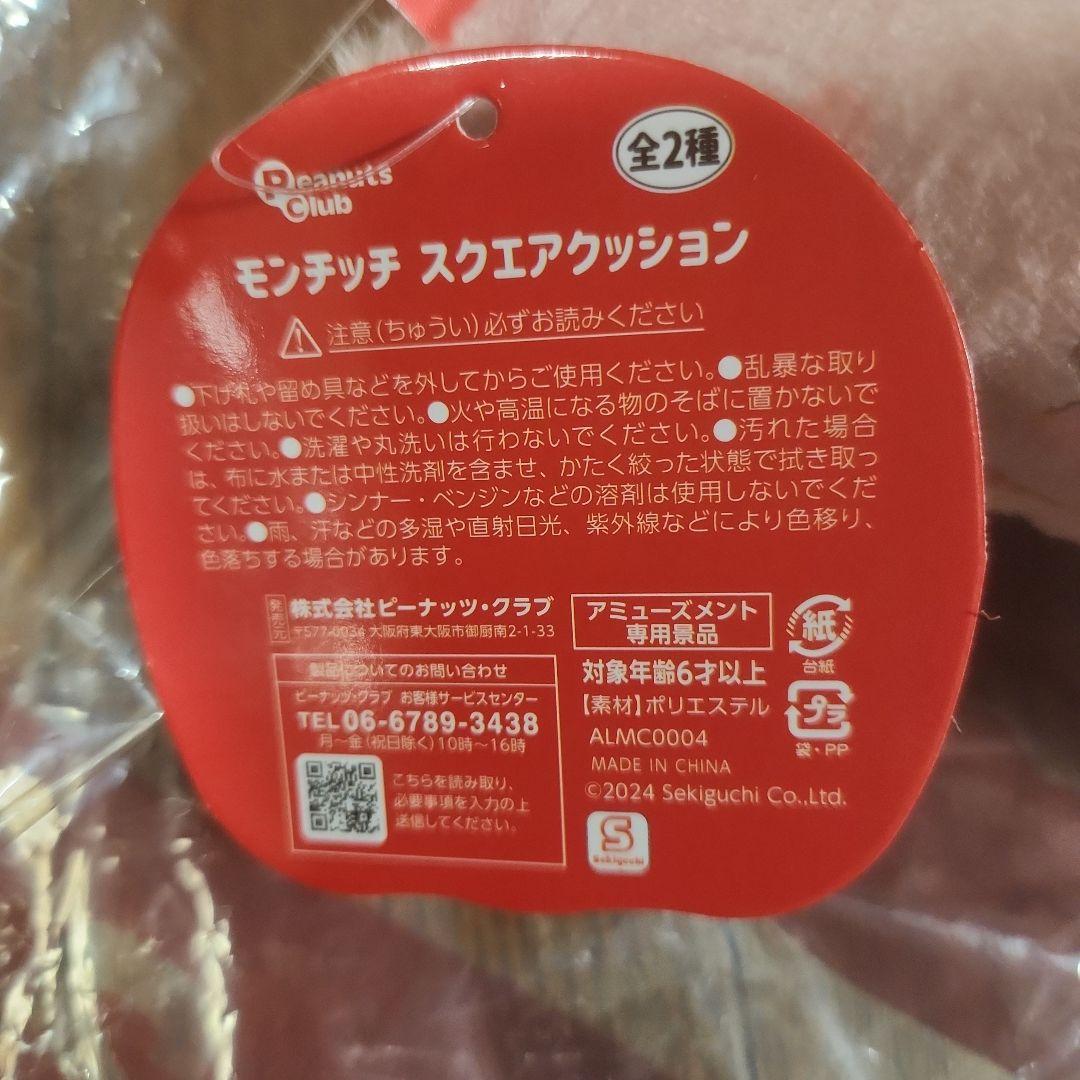 Peanuts Club
全2種
モンチッチ スクエアクッション
注意(ちゅうい)必ずお読みください
●下げ札や留め具などを外してからご使用ください。●乱暴な取り
扱いはしないでください。●火や高温になる物のそばに置かないで
ください。●洗濯や丸洗いは行わないでください。●汚れた場合
は、布に水または中性洗剤を含ませ、かたく絞った状態で拭き取っ
てください。●シンナー・ベンジンなどの溶剤は使用しないでくだ
さい。●雨、汗などの多湿や直射日光、紫外線などにより色移り、
色落ちする場合があります。
発売元
株式会社ピーナッツ・クラブ
〒577-0034 大阪府東大阪市御厨南2-1-33
製品についてのお問い合わせ
ピーナッツ・クラブ お客様サービスセンター
TEL 06-6789-3438
月～金(祝日除く)10時～16時
こちらを読み取り、
必要事項を入力の上
送信してください。
アミューズメント
専用景品
対象年齢6才以上
【素材】ポリエステル
ALMC0004
MADE IN CHINA
©2024 Sekiguchi Co.,Ltd.
S
Sekiguchi
紙
台紙
プラ
袋・PP